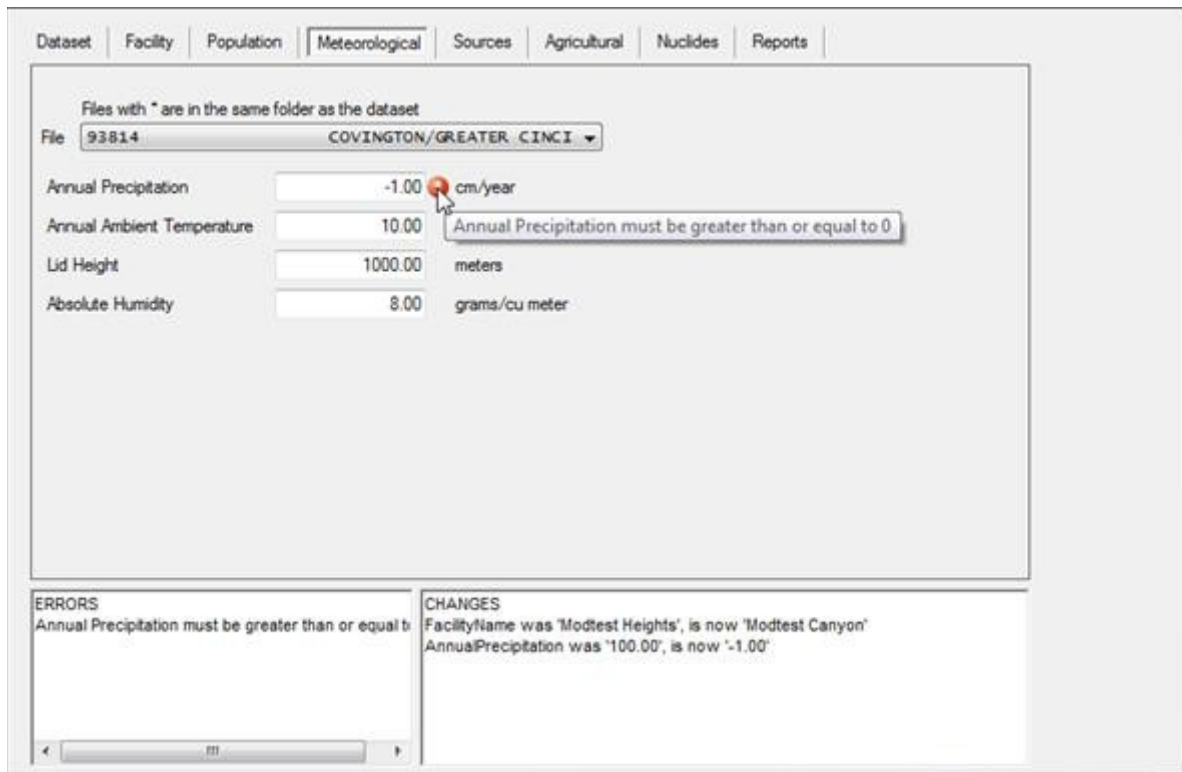 Dataset Facility Population Meteorological Sources Agricultural Nuclides Reports
Files with * are in the same folder as the dataset
File 93814 COVINGTON/GREATER CINCI
Annual Precipitation -1.00 cm/year
Annual Ambient Temperature 10.00 Annual Precipitation must be greater than or equal to 0
Lid Height 1000.00 meters
Absolute Humidity 8.00 grams/cu meter
ERRORS
Annual Precipitation must be greater than or equal t
CHANGES
FacilityName was 'Modtest Heights', is now 'Modtest Canyon'
AnnualPrecipitation was '100.00', is now '-1.00'